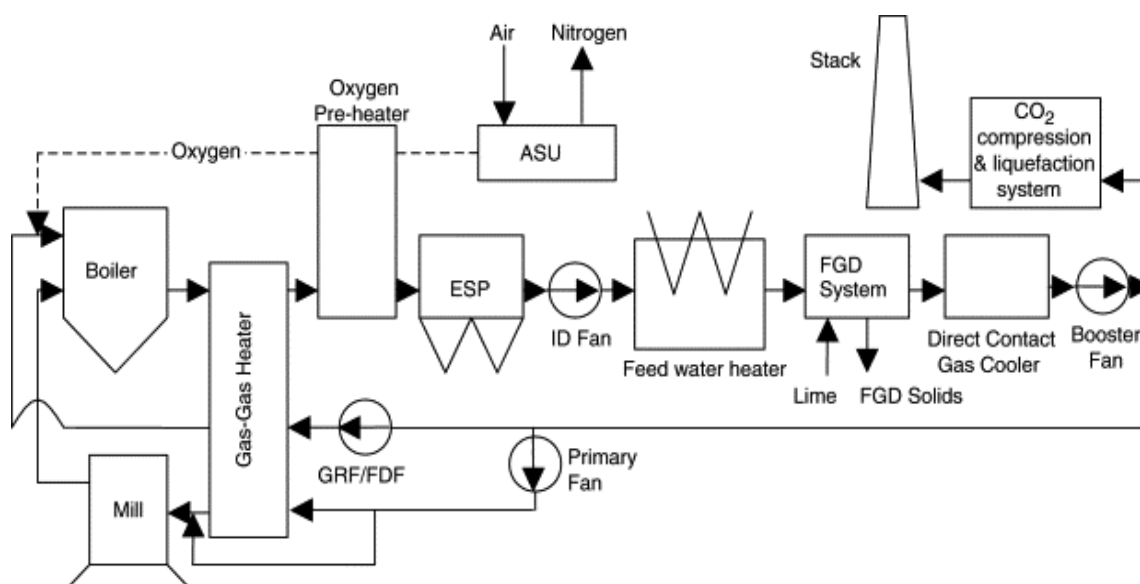 Air
Nitrogen
Stack
Oxygen
Pre-heater
CO2
compression
& liquefaction
system
Oxygen
ASU
Boiler
ESP
FGD
System
ID Fan
Feed water heater
Direct Contact
Gas Cooler
Booster
Fan
Lime
FGD Solids
Gas-Gas Heater
GRF/FDF
Primary
Fan
Mill